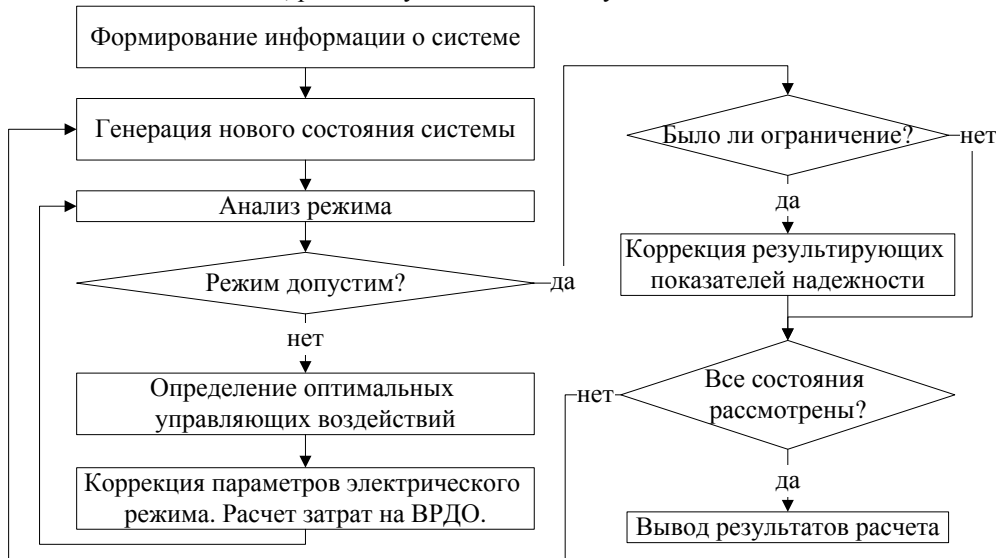 Формирование информации о системе
Генерация нового состояния системы
Анализ режима
Режим допустим?
да
нет
Определение оптимальных
управляющих воздействий
Коррекция параметров электрического
режима. Расчет затрат на ВРДО.
Было ли ограничение?
нет
да
Коррекция результирующих
показателей надежности
Все состояния
рассмотрены?
нет
да
Вывод результатов расчета